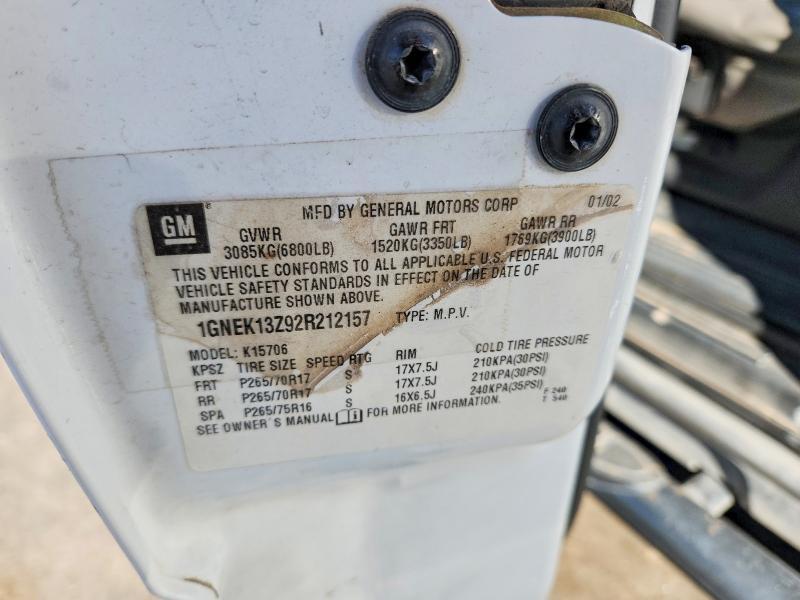 GM ®
MFD BY GENERAL MOTORS CORP 01/02
GVWR GAWR FRT GAWR RR
3085KG(6800LB) 1520KG(3350LB) 1769KG(3900LB)
THIS VEHICLE CONFORMS TO ALL APPLICABLE U.S. FEDERAL MOTOR
VEHICLE SAFETY STANDARDS IN EFFECT ON THE DATE OF
MANUFACTURE SHOWN ABOVE.
1GNEK13Z92R212157 TYPE: M.P.V.
MODEL: K15706
KPSZ TIRE SIZE SPEED RTG RIM COLD TIRE PRESSURE
FRT P265/70R17 S 17X7.5J 210KPA(30PSI)
RR P265/70R17 S 17X7.5J 210KPA(30PSI)
SPA P265/75R16 S 16X6.5J 240KPA(35PSI)
SEE OWNER'S MANUAL i FOR MORE INFORMATION.
F 240
T 540